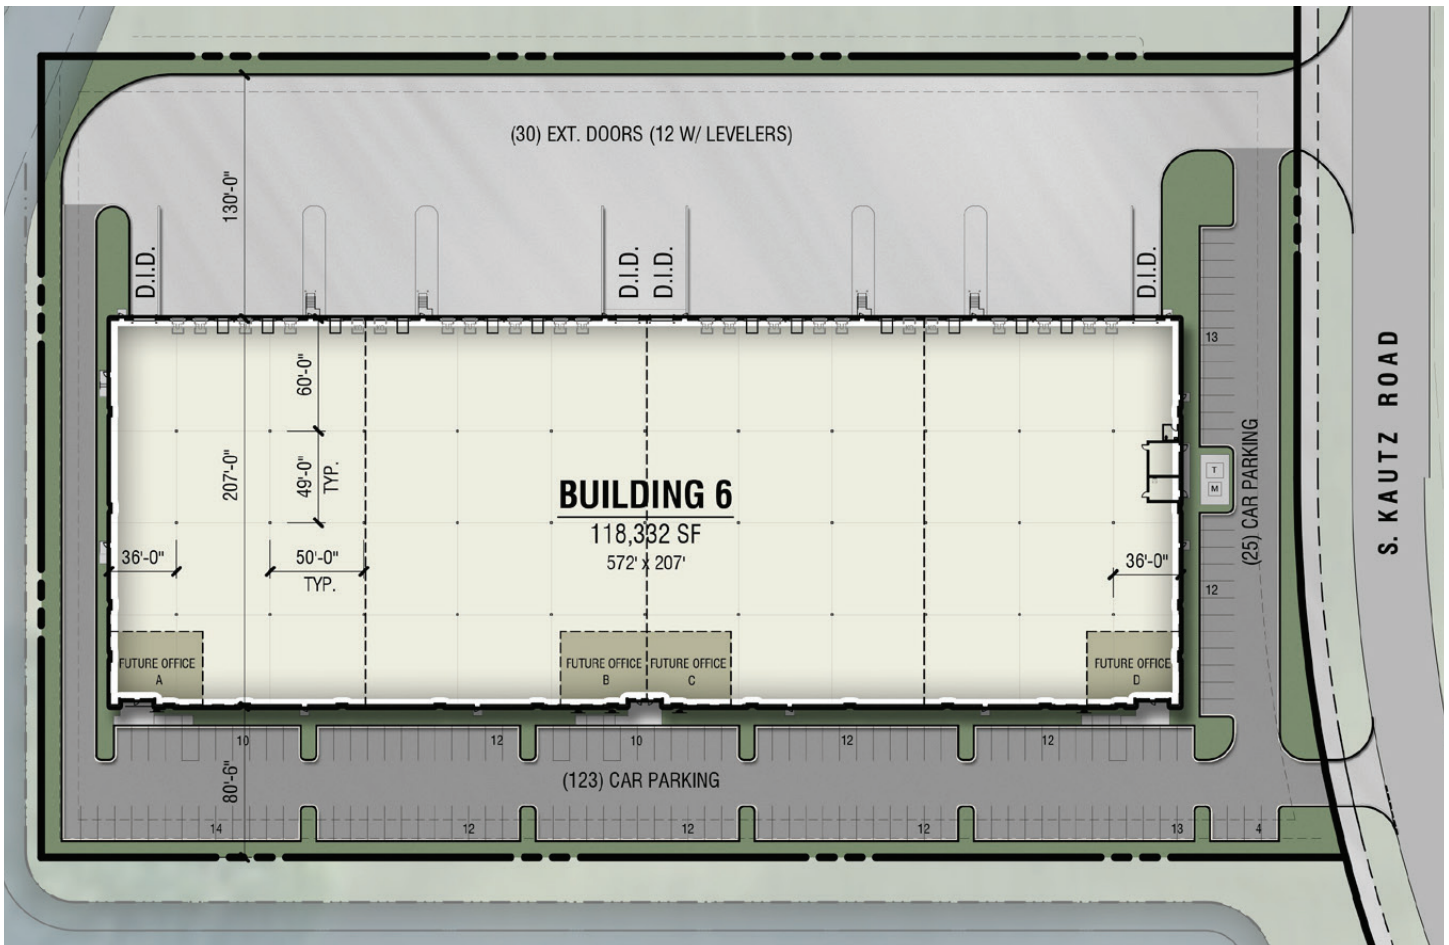 (30) EXT. DOORS (12 W/ LEVELERS)
130'-0"
D.I.D.
D.I.D.
D.I.D.
D.I.D.
13
60'-0"
207'-0"
49'-0"
TYP.
BUILDING 6
118,332 SF
572' x 207'
36'-0"
50'-0"
TYP.
36'-0"
T
M
(25) CAR PARKING
12
S. KAUTZ ROAD
FUTURE OFFICE
A
FUTURE OFFICE
B
FUTURE OFFICE
C
FUTURE OFFICE
D
10
12
10
12
12
80'-6"
(123) CAR PARKING
14
12
12
12
13
4